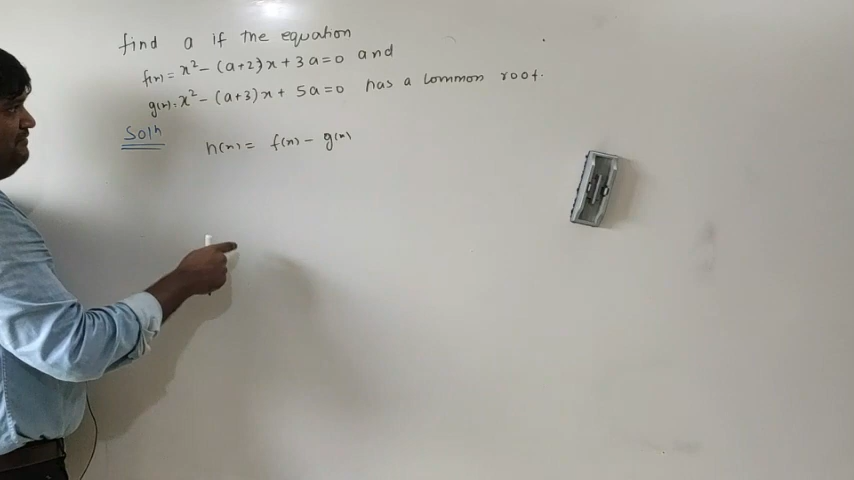 find a if the equation
f(x) = x² - (a+2)x + 3a = 0 and
g(x) = x² - (a+3)x + 5a = 0 has a common root.
Solⁿ
h(x) = f(x) - g(x)